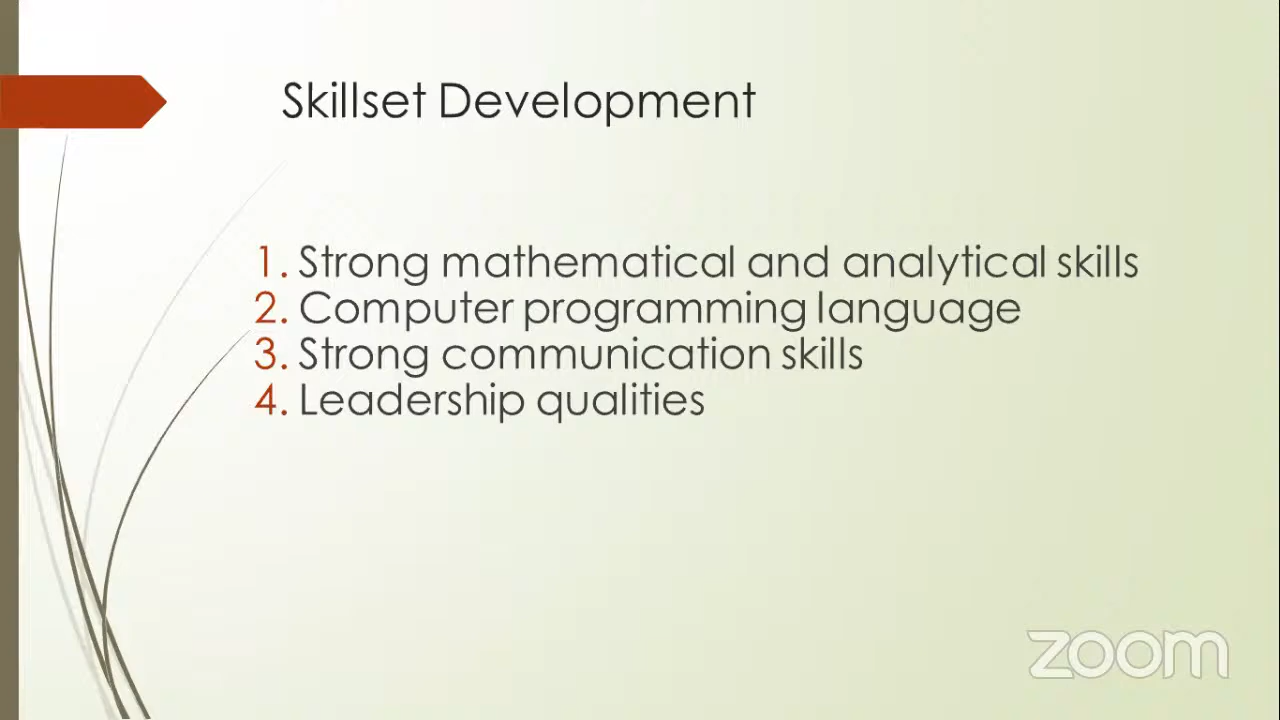 Skillset Development
1. Strong mathematical and analytical skills
2. Computer programming language
3. Strong communication skills
4. Leadership qualities
zoom